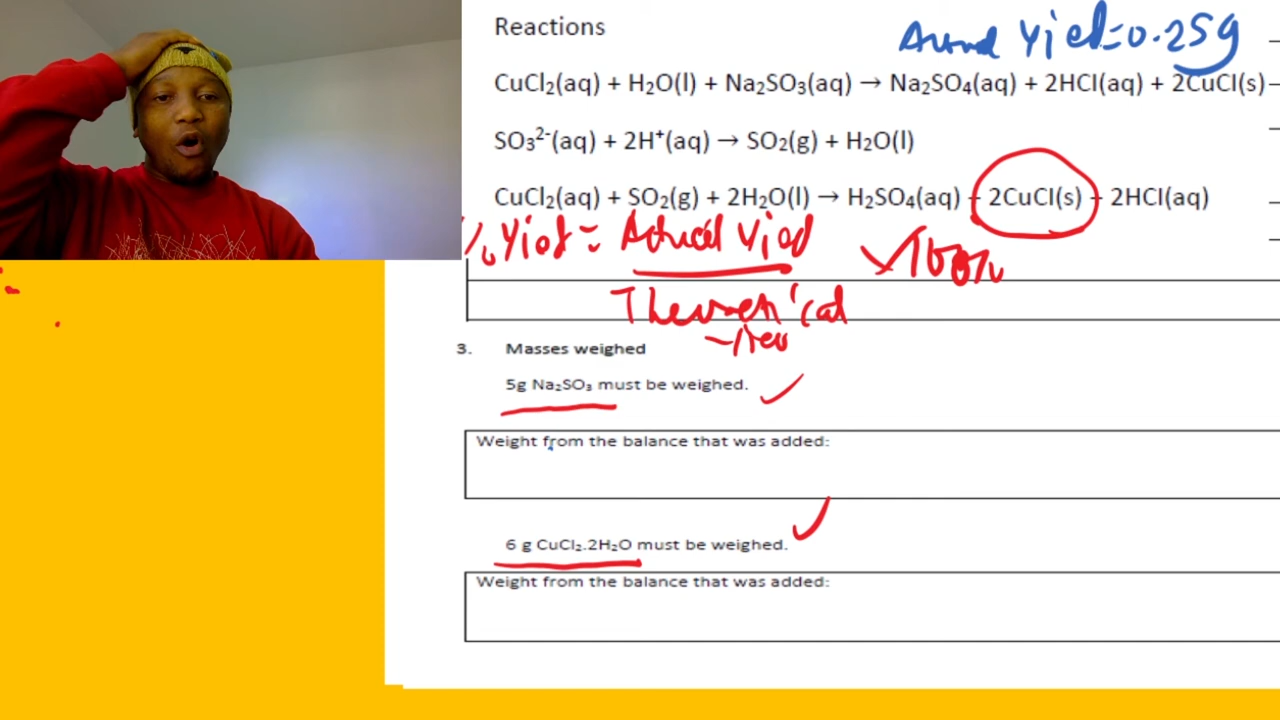 Reactions
Actual Yield=0.25g
CuCl₂(aq) + H₂O(l) + Na₂SO₃(aq) → Na₂SO₄(aq) + 2HCl(aq) + 2CuCl(s)
SO₃²⁻(aq) + 2H⁺(aq) → SO₂(g) + H₂O(l)
CuCl₂(aq) + SO₂(g) + 2H₂O(l) → H₂SO₄(aq) + 2CuCl(s) + 2HCl(aq)
% Yield = Actual Yield
100%
Theoretical
3. Masses weighed
5g Na₂SO₃ must be weighed.
Weight from the balance that was added:
6 g CuCl₂.2H₂O must be weighed.
Weight from the balance that was added: